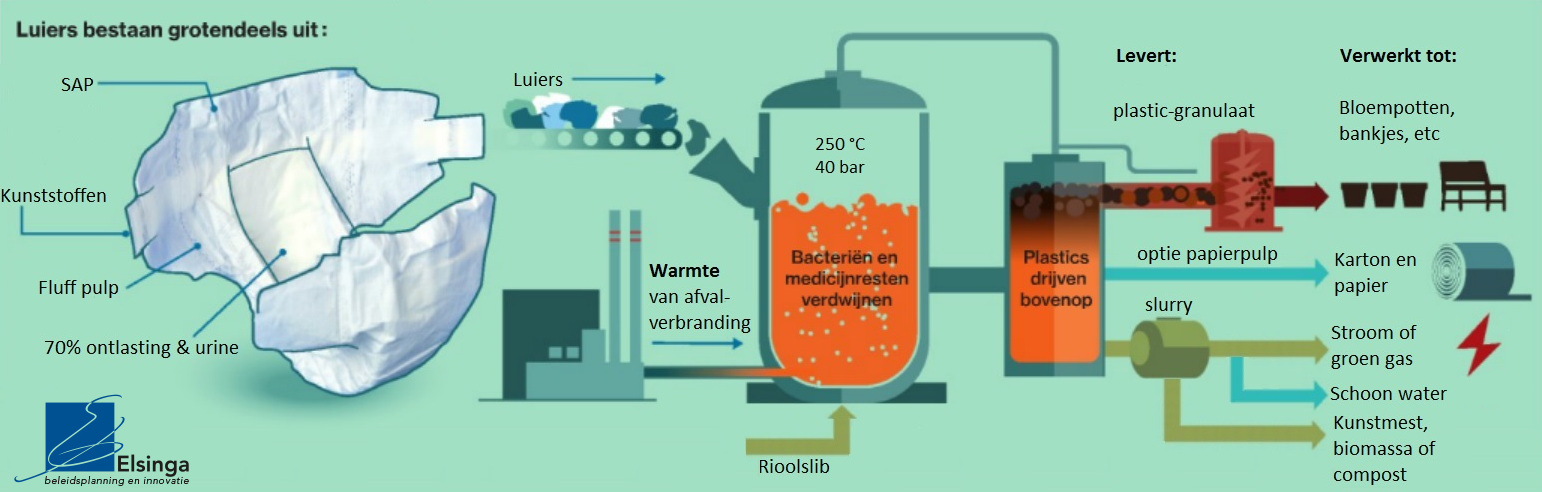 Luiers bestaan grotendeels uit:
SAP
Kunststoffen
Fluff pulp
70% ontlasting & urine
Elsinga
beleidsplanning en innovatie
Luiers
Warmte
van afval-
verbranding
250 °C
40 bar
Bacteriën en
medicijnresten
verdwijnen
Rioolslib
Plastics
drijven
bovenop
Levert:
plastic-granulaat
optie papierpulp
slurry
Verwerkt tot:
Bloempotten,
bankjes, etc
Karton en
papier
Stroom of
groen gas
Schoon water
Kunstmest,
biomassa of
compost